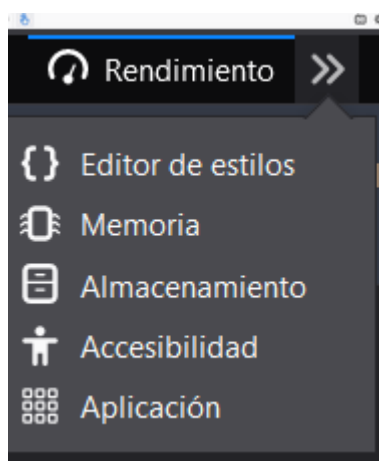 Rendimiento
Editor de estilos
Memoria
Almacenamiento
Accesibilidad
Aplicación